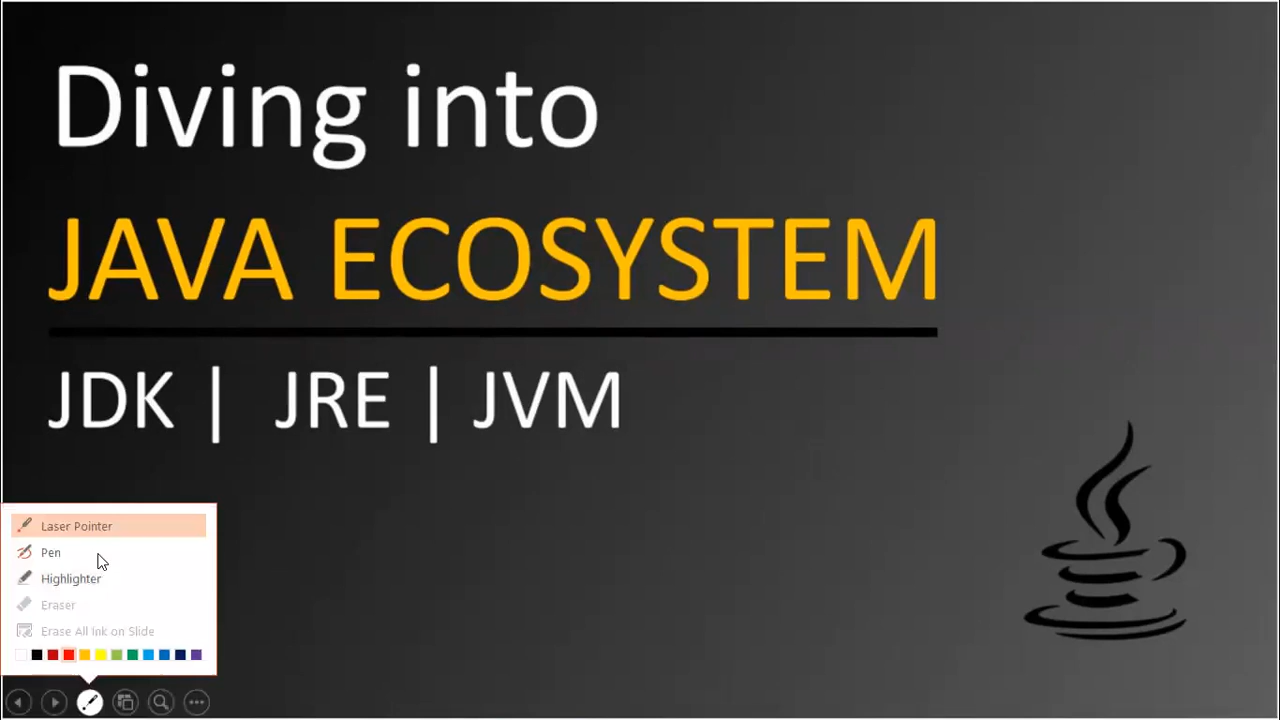 Diving into
JAVA ECOSYSTEM
JDK | JRE | JVM
Laser Pointer
Pen
Highlighter
Eraser
Erase All Ink on Slide